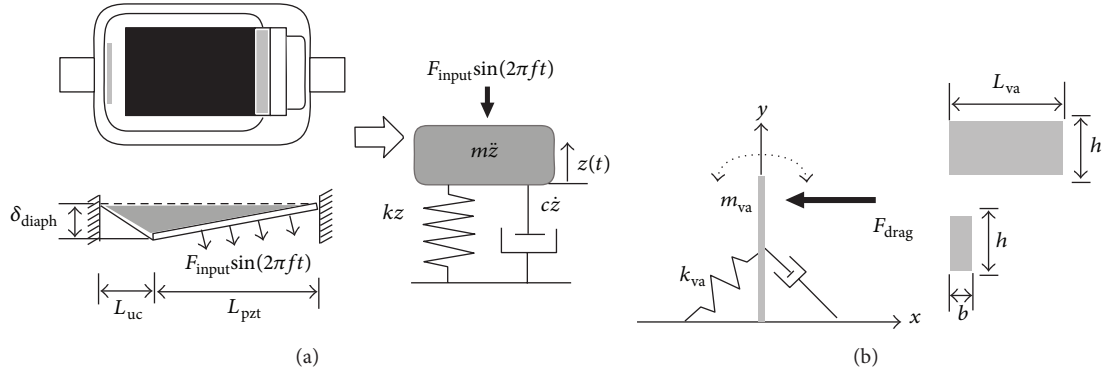 F_input sin(2πft)
mz̈
z(t)
kz
cż
δ_diaph
F_input sin(2πft)
L_uc
L_pzt
(a)
y
m_va
F_drag
k_va
x
L_va
h
h
b
(b)